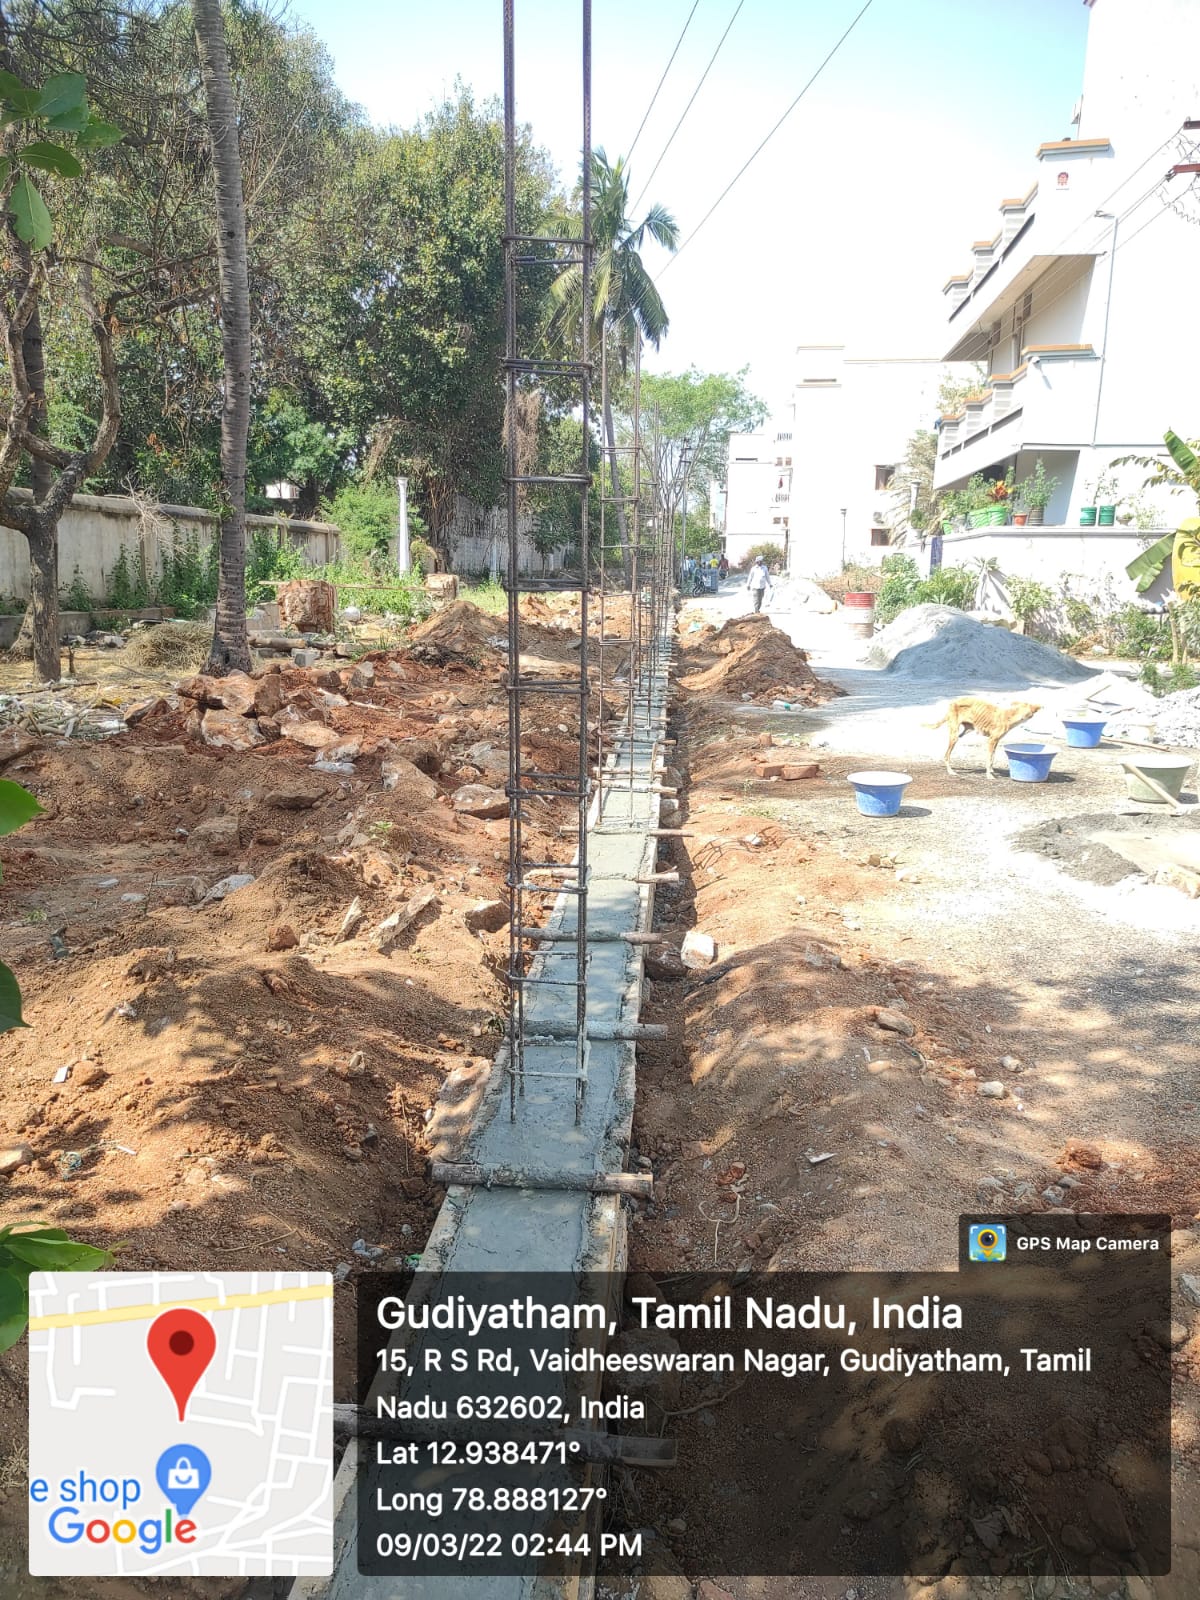 GPS Map Camera
Gudiyatham, Tamil Nadu, India
15, R S Rd, Vaidheeswaran Nagar, Gudiyatham, Tamil
Nadu 632602, India
Lat 12.938471°
Long 78.888127°
09/03/22 02:44 PM
e shop
Google